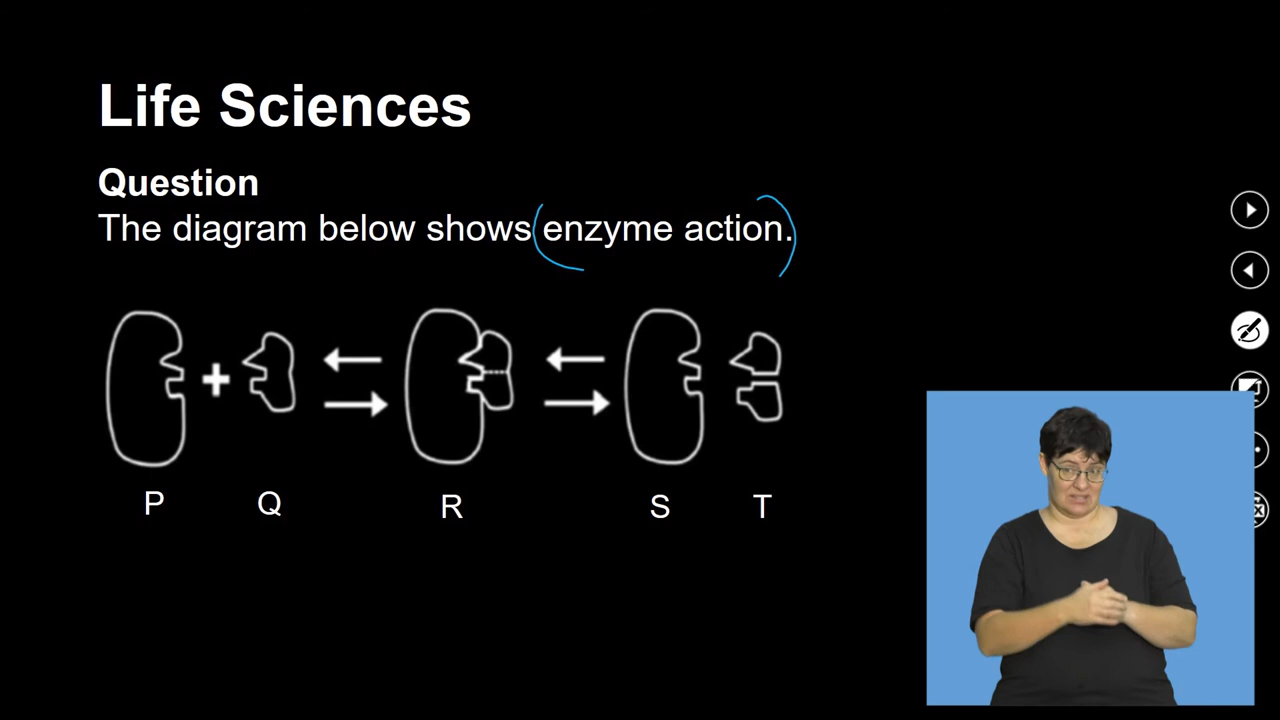 Life Sciences
Question
The diagram below shows enzyme action.
+
P Q R S T